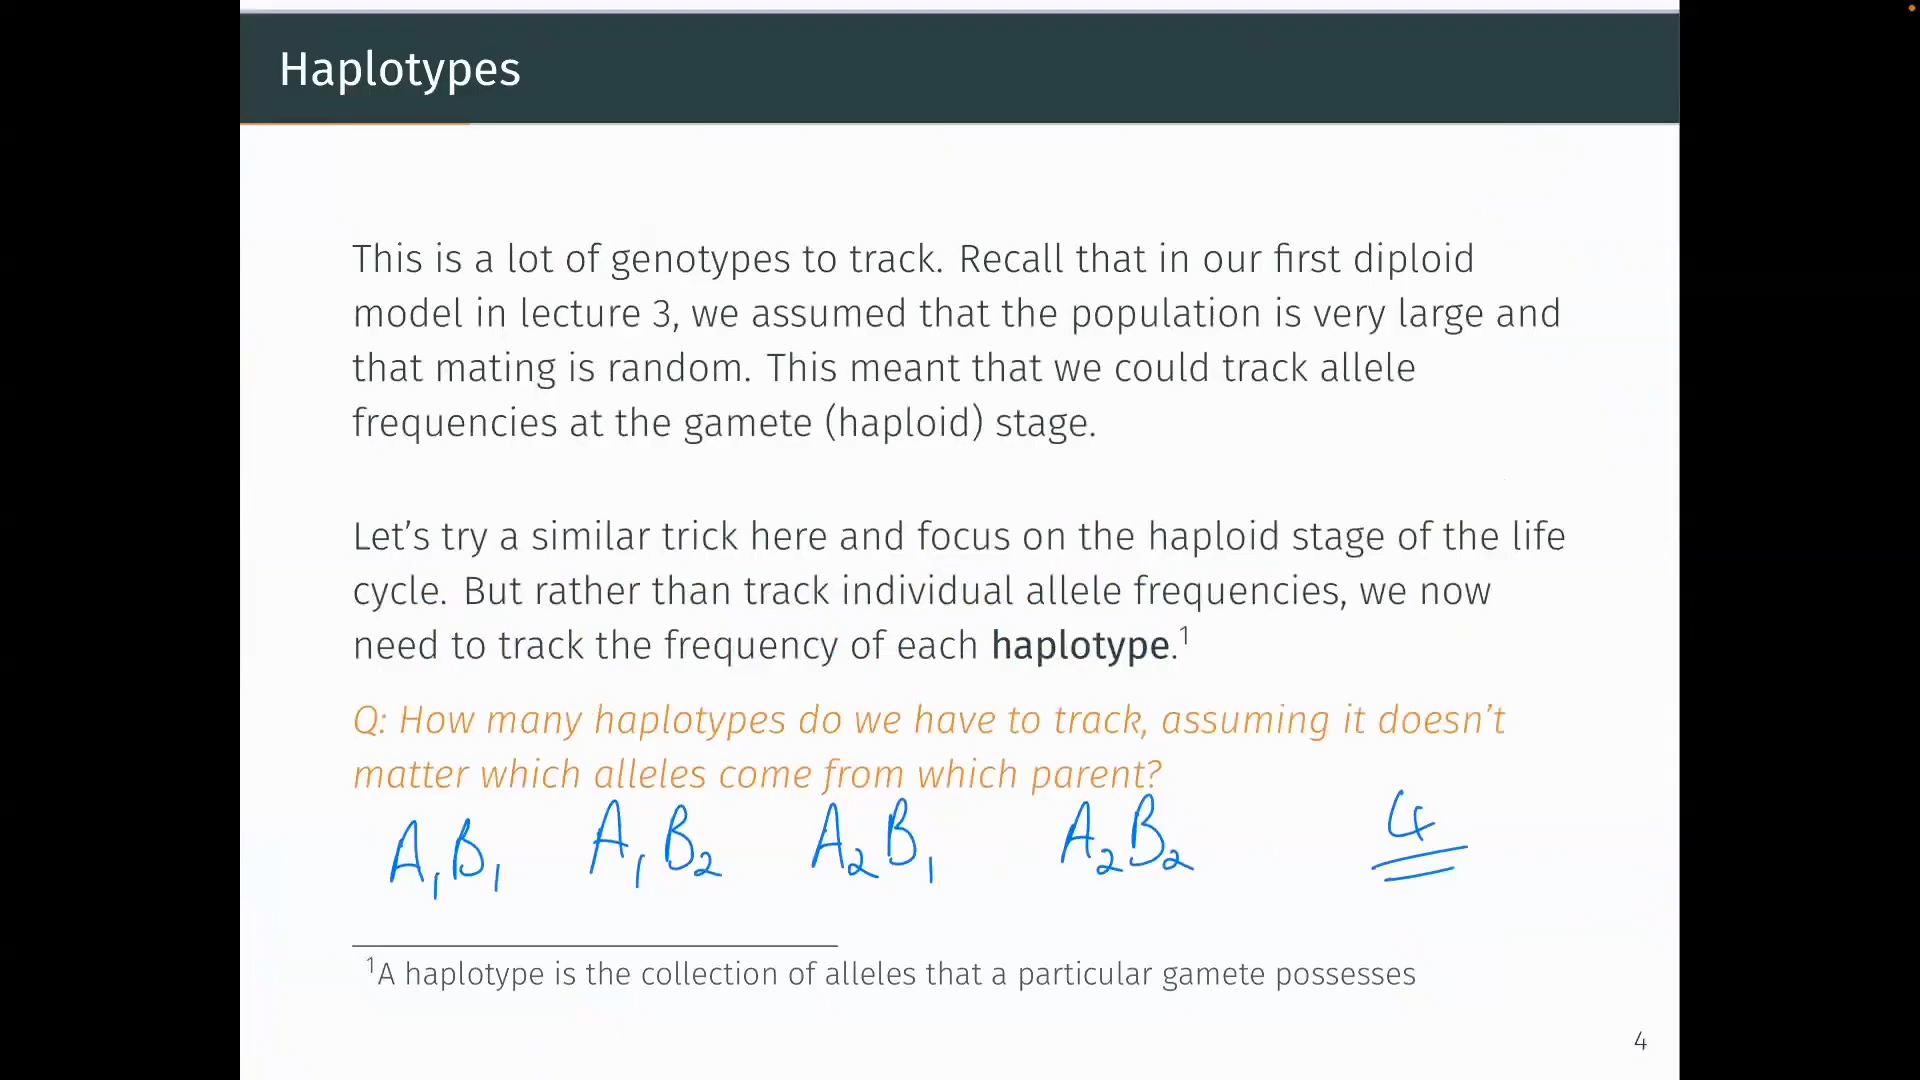 Haplotypes
This is a lot of genotypes to track. Recall that in our first diploid
model in lecture 3, we assumed that the population is very large and
that mating is random. This meant that we could track allele
frequencies at the gamete (haploid) stage.
Let’s try a similar trick here and focus on the haploid stage of the life
cycle. But rather than track individual allele frequencies, we now
need to track the frequency of each haplotype.¹
Q: How many haplotypes do we have to track, assuming it doesn’t
matter which alleles come from which parent?
A₁B₁ A₁B₂ A₂B₁ A₂B₂ 4
¹A haplotype is the collection of alleles that a particular gamete possesses
4